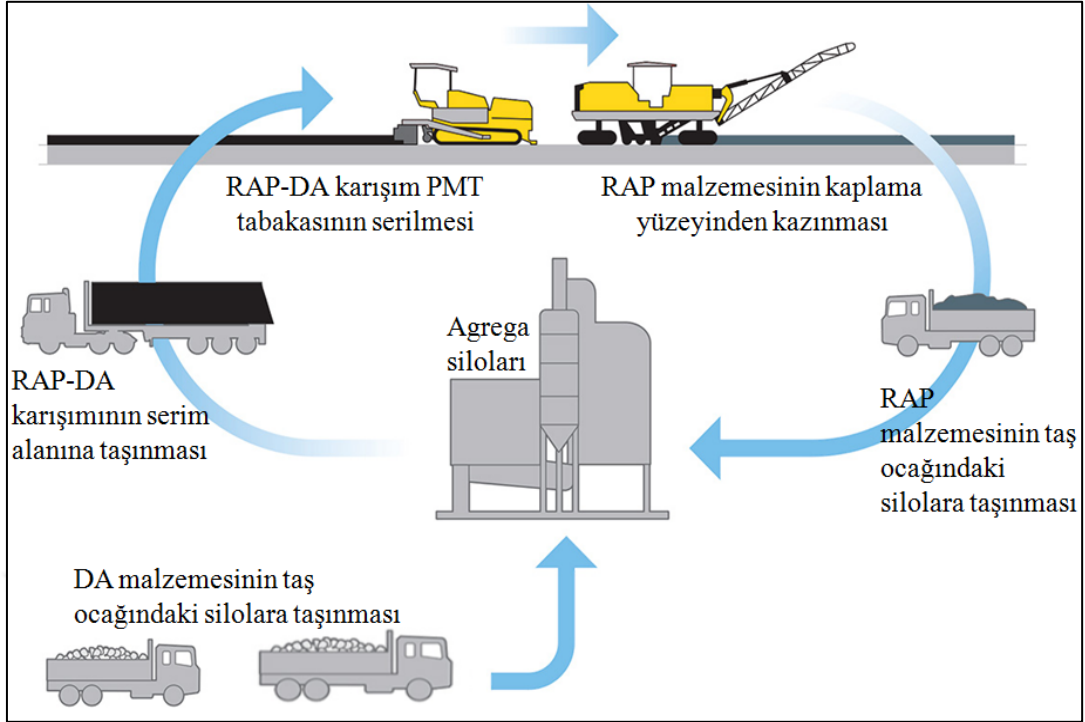 RAP-DA karışım PMT
tabakasının serilmesi
RAP malzemesinin kaplama
yüzeyinden kazınması
Agrega
siloları
RAP-DA
karışımının serim
alanına taşınması
RAP
malzemesinin taş
ocağındaki
silolara taşınması
DA malzemesinin taş
ocağındaki silolara taşınması